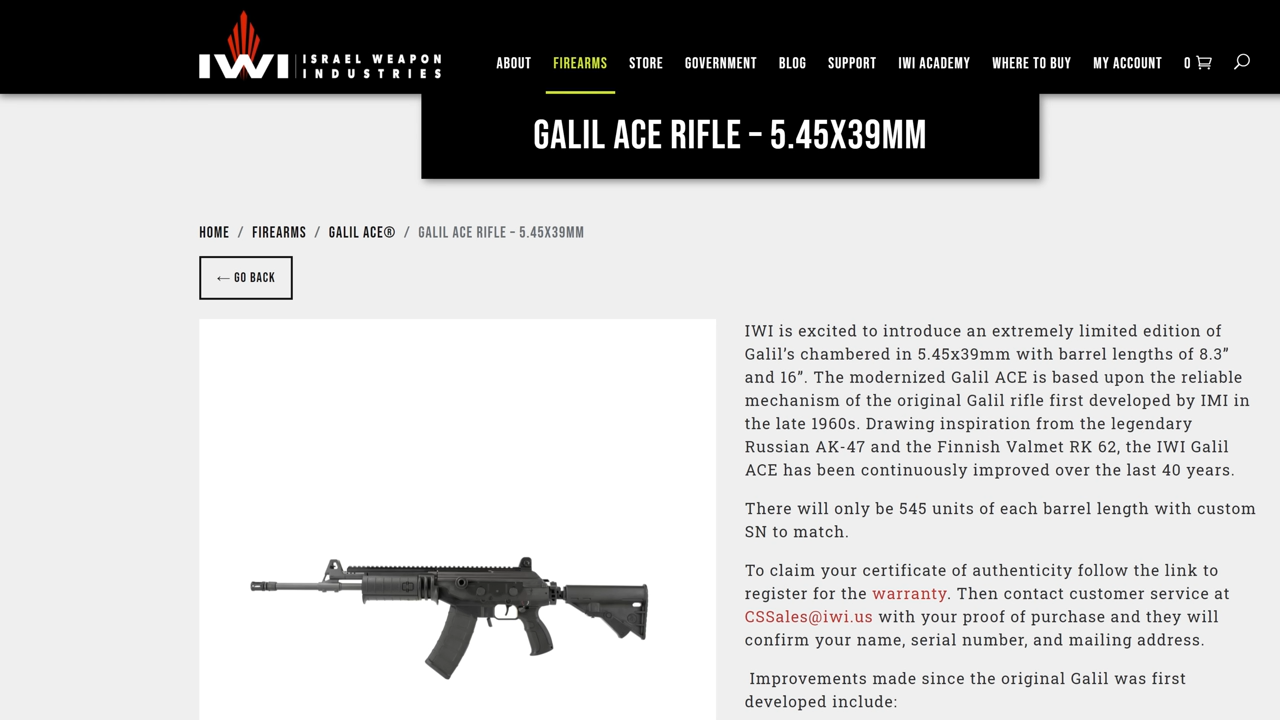 IWI ISRAEL WEAPON
INDUSTRIES
ABOUT FIREARMS STORE GOVERNMENT BLOG SUPPORT IWI ACADEMY WHERE TO BUY MY ACCOUNT 0
GALIL ACE RIFLE – 5.45X39MM
HOME / FIREARMS / GALIL ACE® / GALIL ACE RIFLE – 5.45X39MM
← GO BACK
IWI is excited to introduce an extremely limited edition of
Galil’s chambered in 5.45x39mm with barrel lengths of 8.3”
and 16”. The modernized Galil ACE is based upon the reliable
mechanism of the original Galil rifle first developed by IMI in
the late 1960s. Drawing inspiration from the legendary
Russian AK-47 and the Finnish Valmet RK 62, the IWI Galil
ACE has been continuously improved over the last 40 years.
There will only be 545 units of each barrel length with custom
SN to match.
To claim your certificate of authenticity follow the link to
register for the warranty. Then contact customer service at
CSSales@iwi.us with your proof of purchase and they will
confirm your name, serial number, and mailing address.
Improvements made since the original Galil was first
developed include: